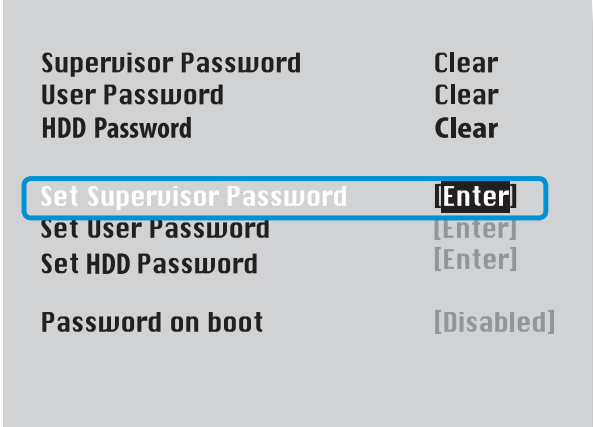 Supervisor Password Clear
User Password Clear
HDD Password Clear
Set Supervisor Password [Enter]
Set User Password [Enter]
Set HDD Password [Enter]
Password on boot [Disabled]